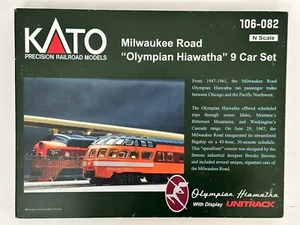 KATO
PRECISION RAILROAD MODELS
106-082
N Scale
Milwaukee Road
"Olympian Hiawatha" 9 Car Set
From 1947-1961, the Milwaukee Road
Olympian Hiawatha ran passenger trains
between Chicago and the Pacific Northwest.
The Olympian Hiawatha offered scheduled
trips through scenic Idaho, Montana's
Bitterroot Mountains, and Washington's
Cascade range. On June 29, 1947, the
Milwaukee Road inaugurated its streamlined
flagship on a 43-hour, 30-minute schedule.
This "speedliner" consist was designed by the
famous industrial designer Brooks Stevens and
included several unique, signature cars of the
Milwaukee Road.
Olympian Hiawatha
With Display UNITRACK